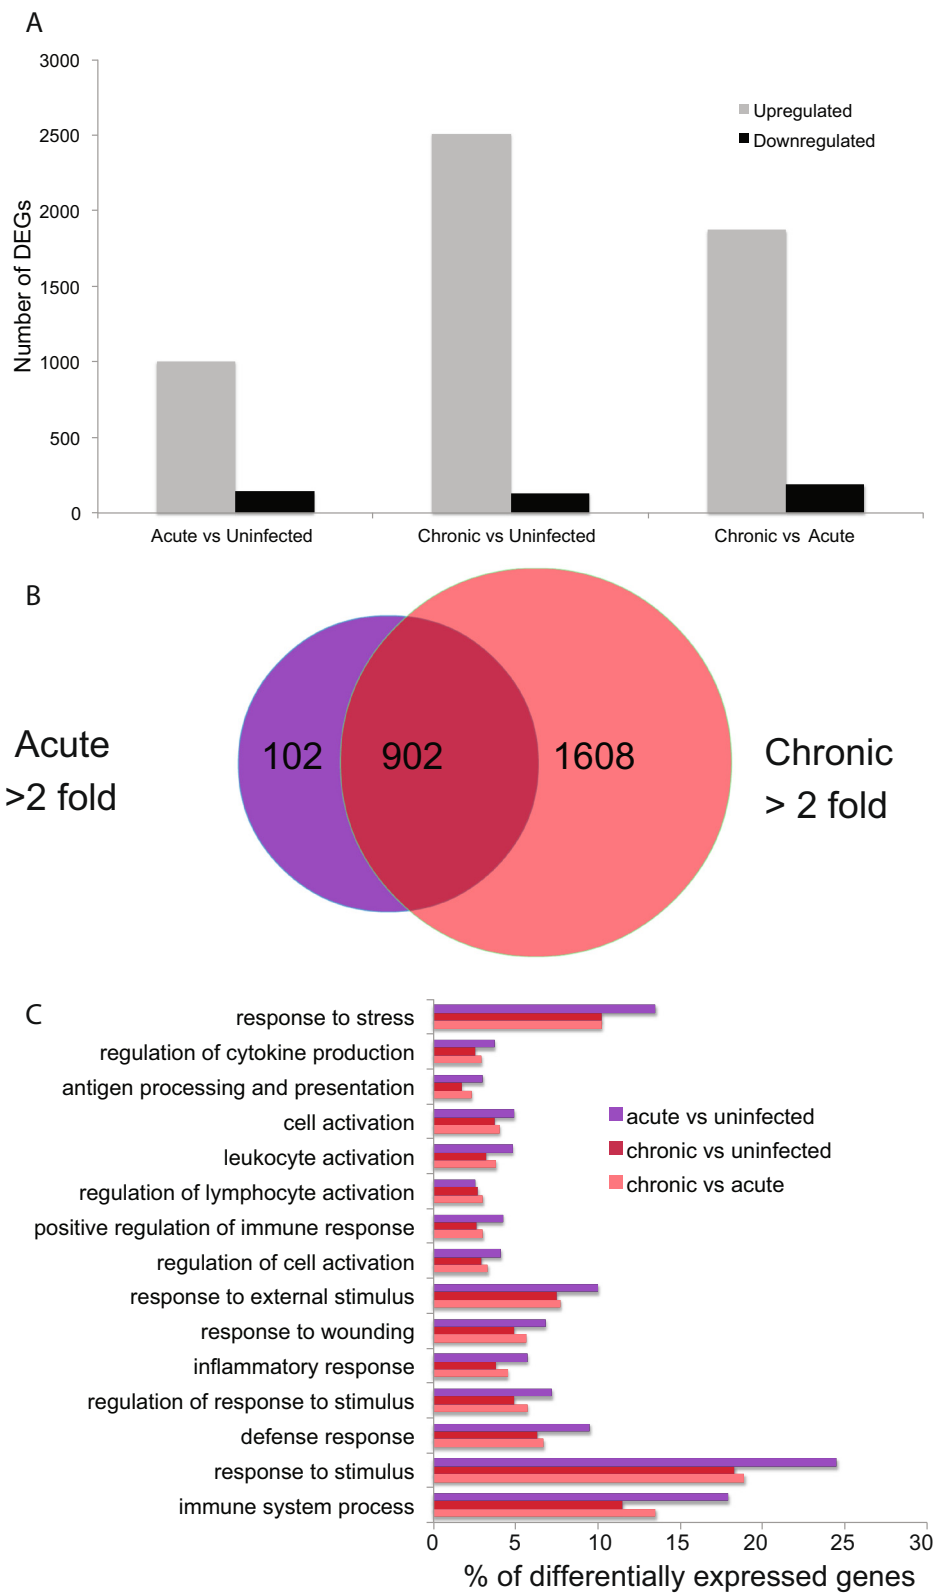 A
3000
2500
2000
1500
1000
500
0
Number of DEGs
Upregulated
Downregulated
Acute vs Uninfected
Chronic vs Uninfected
Chronic vs Acute
B
Acute
>2 fold
102
902
1608
Chronic
> 2 fold
C
response to stress
regulation of cytokine production
antigen processing and presentation
cell activation
leukocyte activation
regulation of lymphocyte activation
positive regulation of immune response
regulation of cell activation
response to external stimulus
response to wounding
inflammatory response
regulation of response to stimulus
defense response
response to stimulus
immune system process
acute vs uninfected
chronic vs uninfected
chronic vs acute
0 5 10 15 20 25 30
% of differentially expressed genes